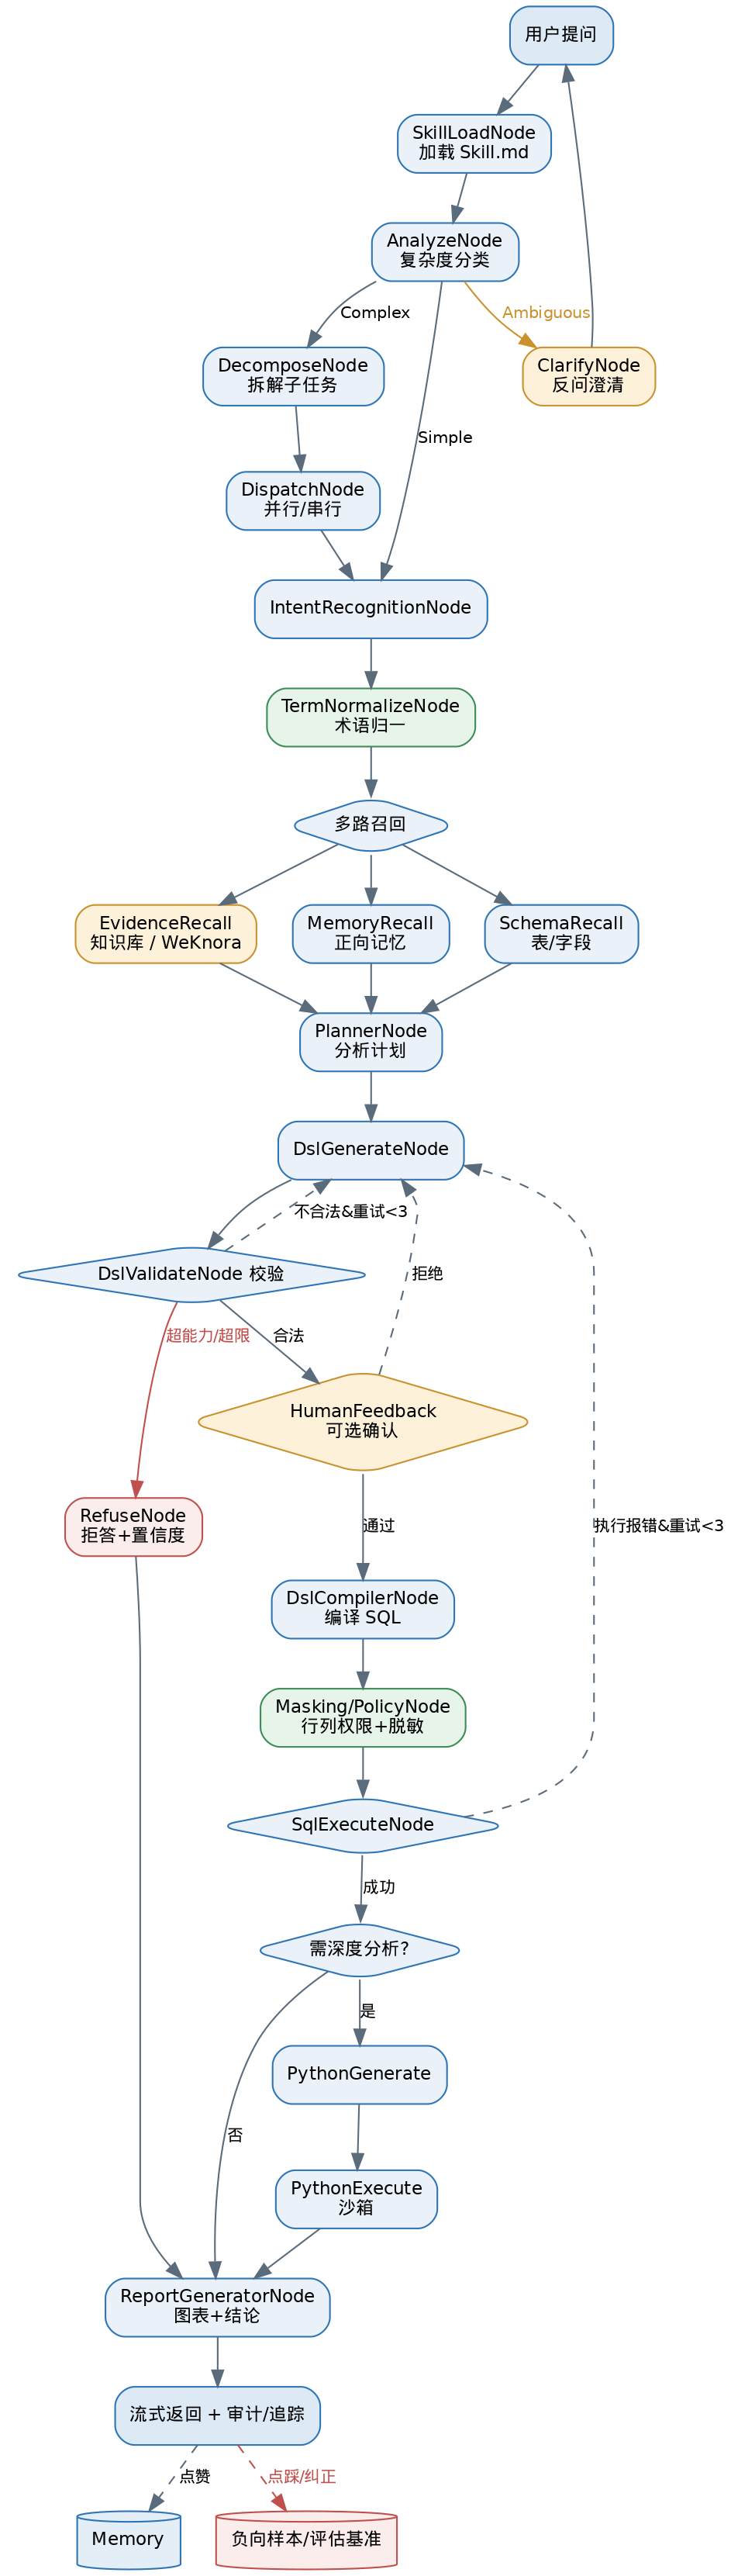 用户提问
SkillLoadNode
加载 Skill.md
AnalyzeNode
复杂度分类
Complex
Ambiguous
DecomposeNode
拆解子任务
ClarifyNode
反问澄清
Simple
DispatchNode
并行/串行
IntentRecognitionNode
TermNormalizeNode
术语归一
多路召回
EvidenceRecall
知识库 / WeKnora
MemoryRecall
正向记忆
SchemaRecall
表/字段
PlannerNode
分析计划
DslGenerateNode
不合法&重试<3
DslValidateNode 校验
拒绝
超能力/超限
合法
HumanFeedback
可选确认
RefuseNode
拒答+置信度
通过
执行报错&重试<3
DslCompilerNode
编译 SQL
Masking/PolicyNode
行列权限+脱敏
SqlExecuteNode
成功
需深度分析?
是
PythonGenerate
否
PythonExecute
沙箱
ReportGeneratorNode
图表+结论
流式返回 + 审计/追踪
点赞
点踩/纠正
Memory
负向样本/评估基准